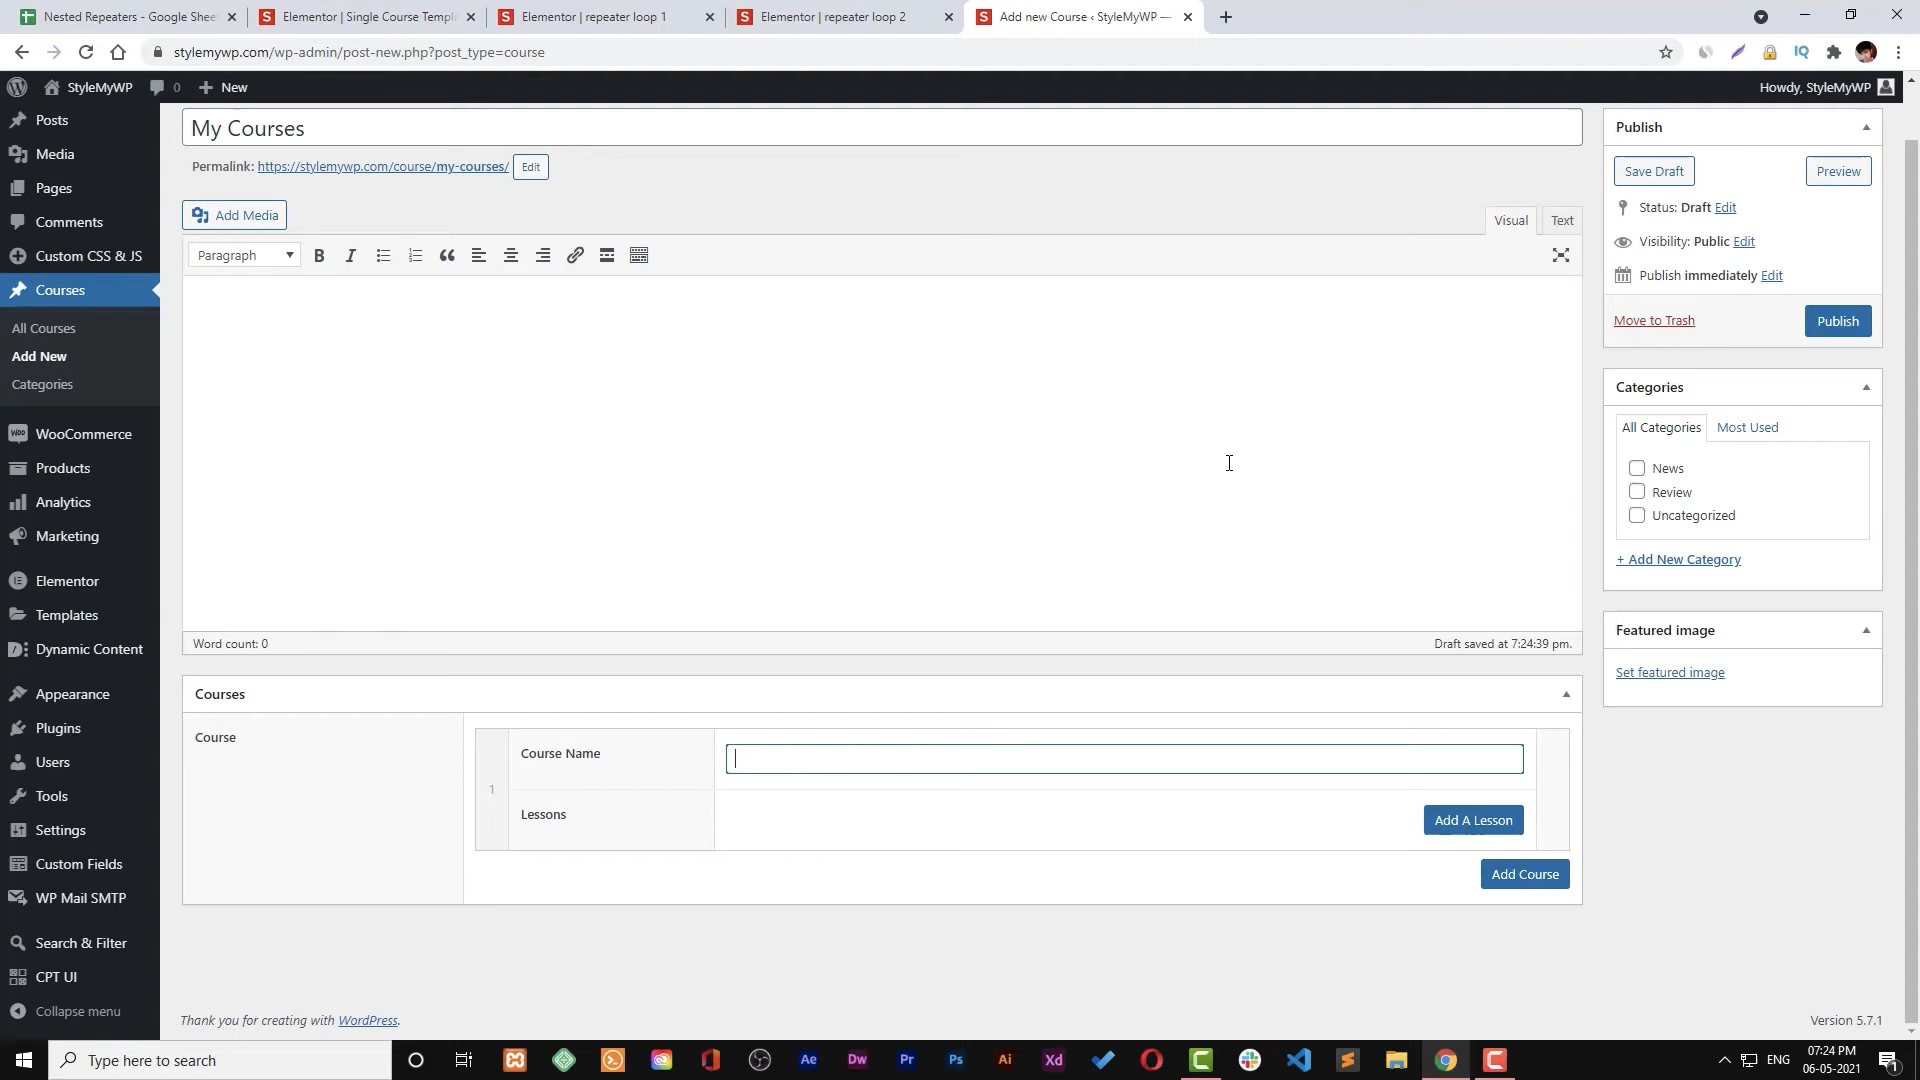 Nested Repeaters - Google Shee
Elementor | Single Course Templ
Elementor | repeater loop 1
Elementor | repeater loop 2
Add new Course ‹ StyleMyWP —
stylemywp.com/wp-admin/post-new.php?post_type=course
StyleMyWP
0
New
Howdy, StyleMyWP
Posts
Media
Pages
Comments
Custom CSS & JS
Courses
All Courses
Add New
Categories
WooCommerce
Products
Analytics
Marketing
Elementor
Templates
Dynamic Content
Appearance
Plugins
Users
Tools
Settings
Custom Fields
WP Mail SMTP
Search & Filter
CPT UI
Collapse menu
My Courses
Permalink: https://stylemywp.com/course/my-courses/ Edit
Add Media
Visual
Text
Paragraph
Word count: 0
Draft saved at 7:24:39 pm.
Courses
Course
1
Course Name
Lessons
Add A Lesson
Add Course
Thank you for creating with WordPress.
Version 5.7.1
Publish
Save Draft
Preview
Status: Draft Edit
Visibility: Public Edit
Publish immediately Edit
Move to Trash
Publish
Categories
All Categories
Most Used
News
Review
Uncategorized
+ Add New Category
Featured image
Set featured image
Type here to search
Ae
Dw
Pr
Ps
Ai
Xd
ENG
07:24 PM
06-05-2021
1